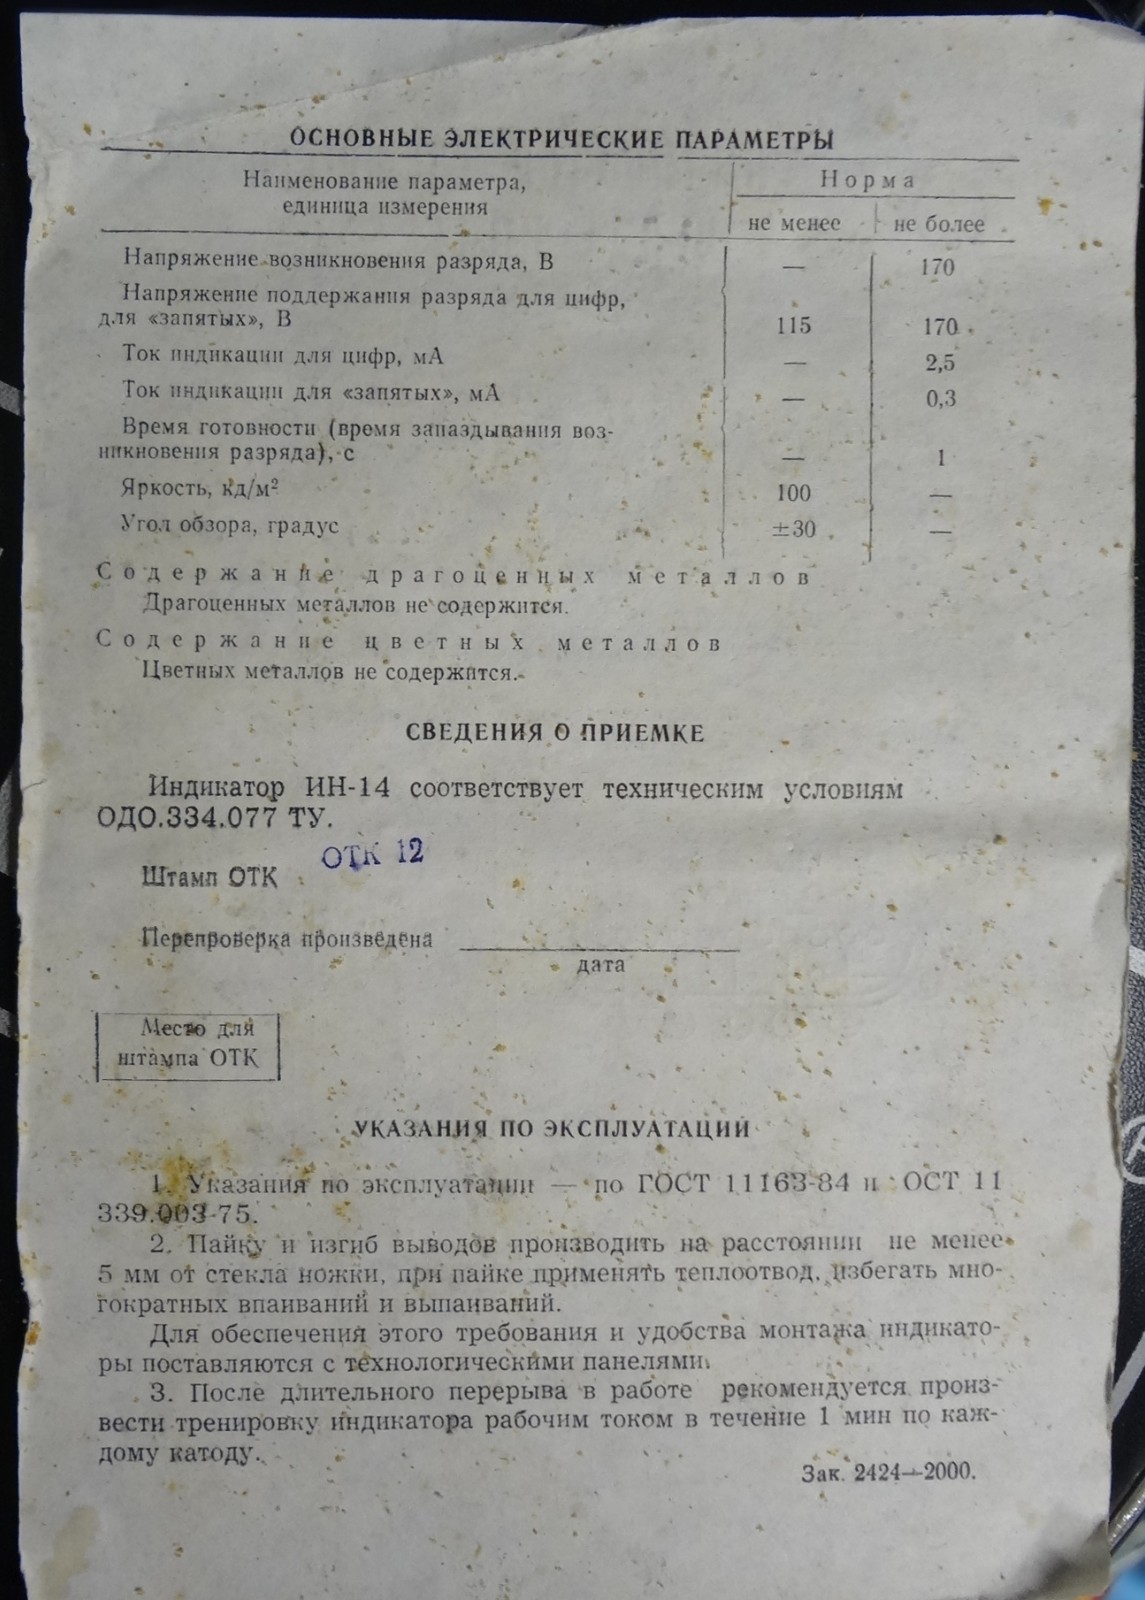 ОСНОВНЫЕ ЭЛЕКТРИЧЕСКИЕ ПАРАМЕТРЫ
Наименование параметра, единица измерения | Норма
не менее | не более
Напряжение возникновения разряда, В — 170
Напряжение поддержания разряда для цифр,
для «запятых», В 115 170
Ток индикации для цифр, мА — 2,5
Ток индикации для «запятых», мА — 0,3
Время готовности (время запаздывания воз-
никновения разряда), с — 1
Яркость, кд/м² 100 —
Угол обзора, градус ±30 —
Содержание драгоценных металлов
Драгоценных металлов не содержится.
Содержание цветных металлов
Цветных металлов не содержится.
СВЕДЕНИЯ О ПРИЕМКЕ
Индикатор ИН-14 соответствует техническим условиям
ОДО.334.077 ТУ.
ОТК 12
Штамп ОТК
Перепроверка произведена
дата
Место для
штампа ОТК
УКАЗАНИЯ ПО ЭКСПЛУАТАЦИИ
1. Указания по эксплуатации — по ГОСТ 11163-84 и ОСТ 11
339.003-75.
2. Пайку и изгиб выводов производить на расстоянии не менее
5 мм от стекла ножки, при пайке применять теплоотвод, избегать мно-
гократных впаиваний и выпаиваний.
Для обеспечения этого требования и удобства монтажа индикато-
ры поставляются с технологическими панелями.
3. После длительного перерыва в работе рекомендуется произ-
вести тренировку индикатора рабочим током в течение 1 мин по каж-
дому катоду.
Зак. 2424—2000.